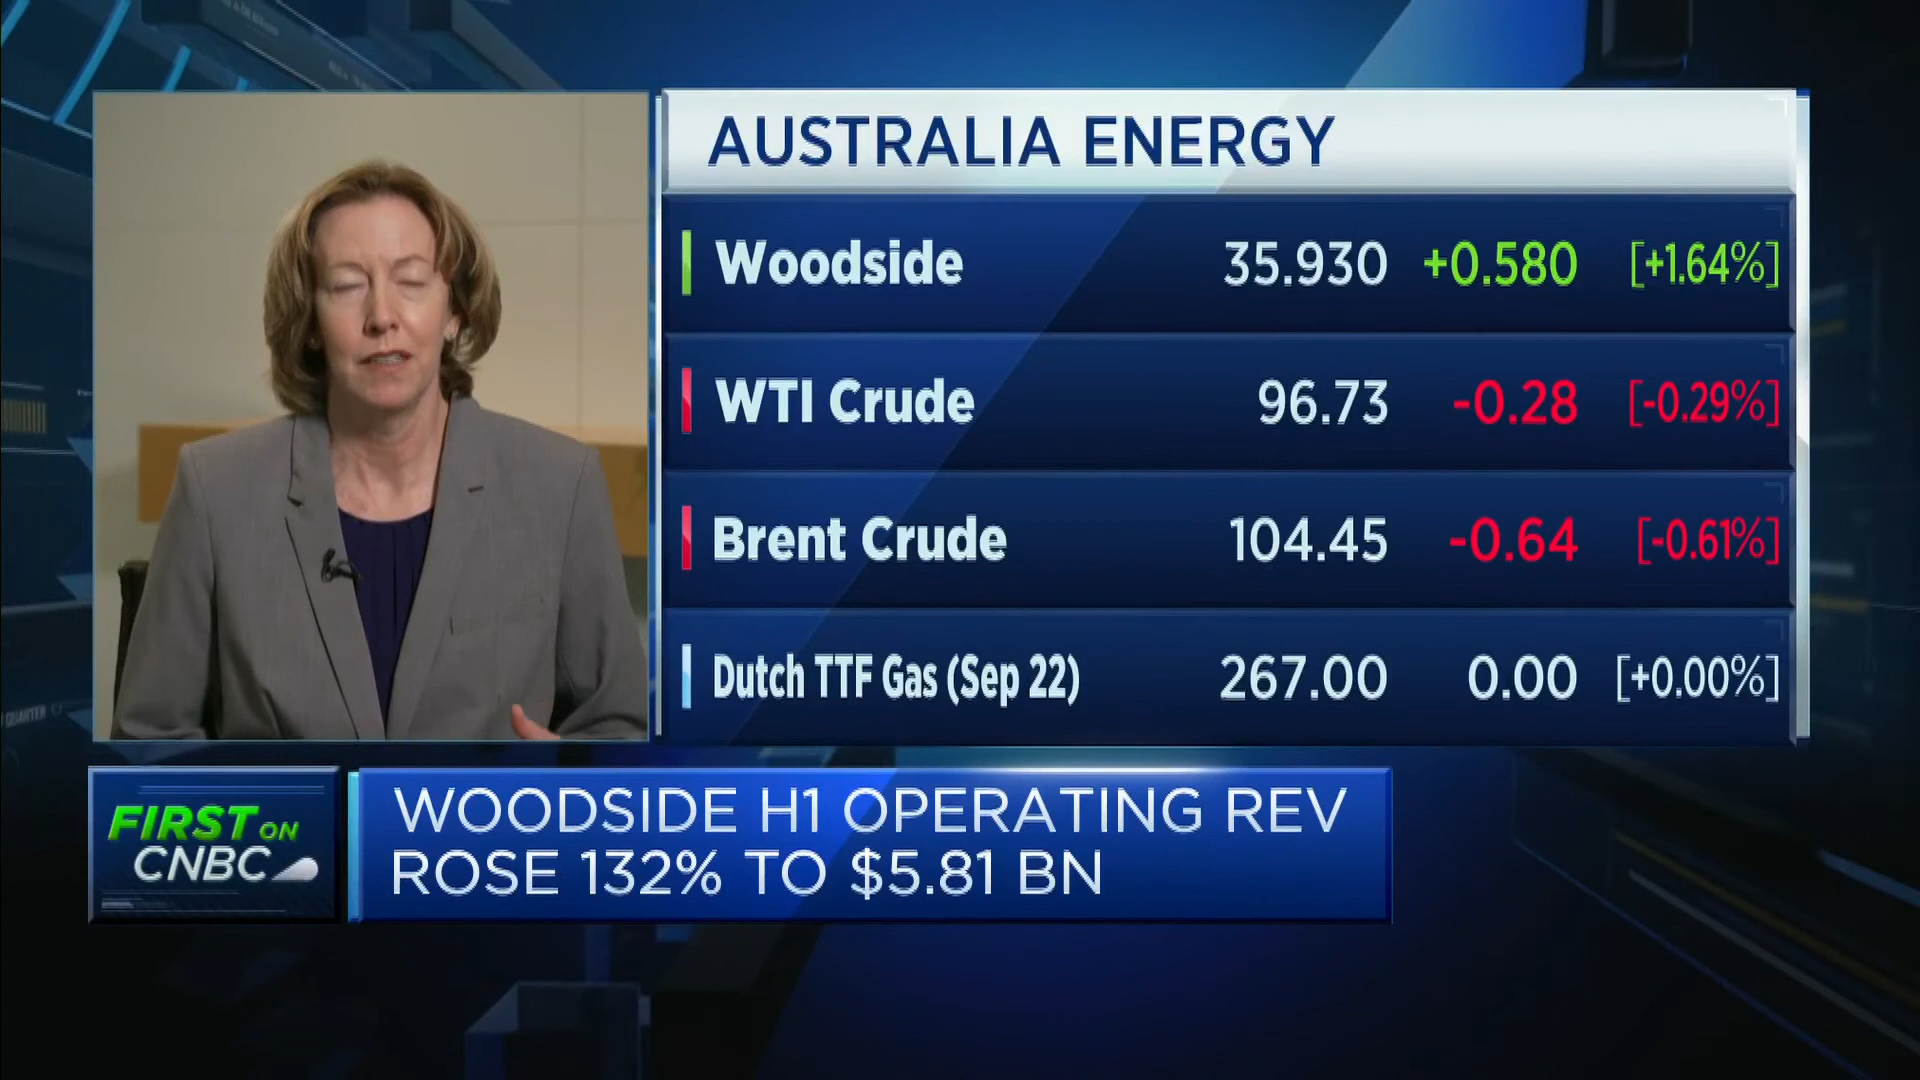 AUSTRALIA ENERGY
Woodside 35.930 +0.580 [+1.64%]
WTI Crude 96.73 -0.28 [-0.29%]
Brent Crude 104.45 -0.64 [-0.61%]
Dutch TTF Gas (Sep 22) 267.00 0.00 [+0.00%]
FIRST ON
CNBC
WOODSIDE H1 OPERATING REV
ROSE 132% TO $5.81 BN
QUARTER